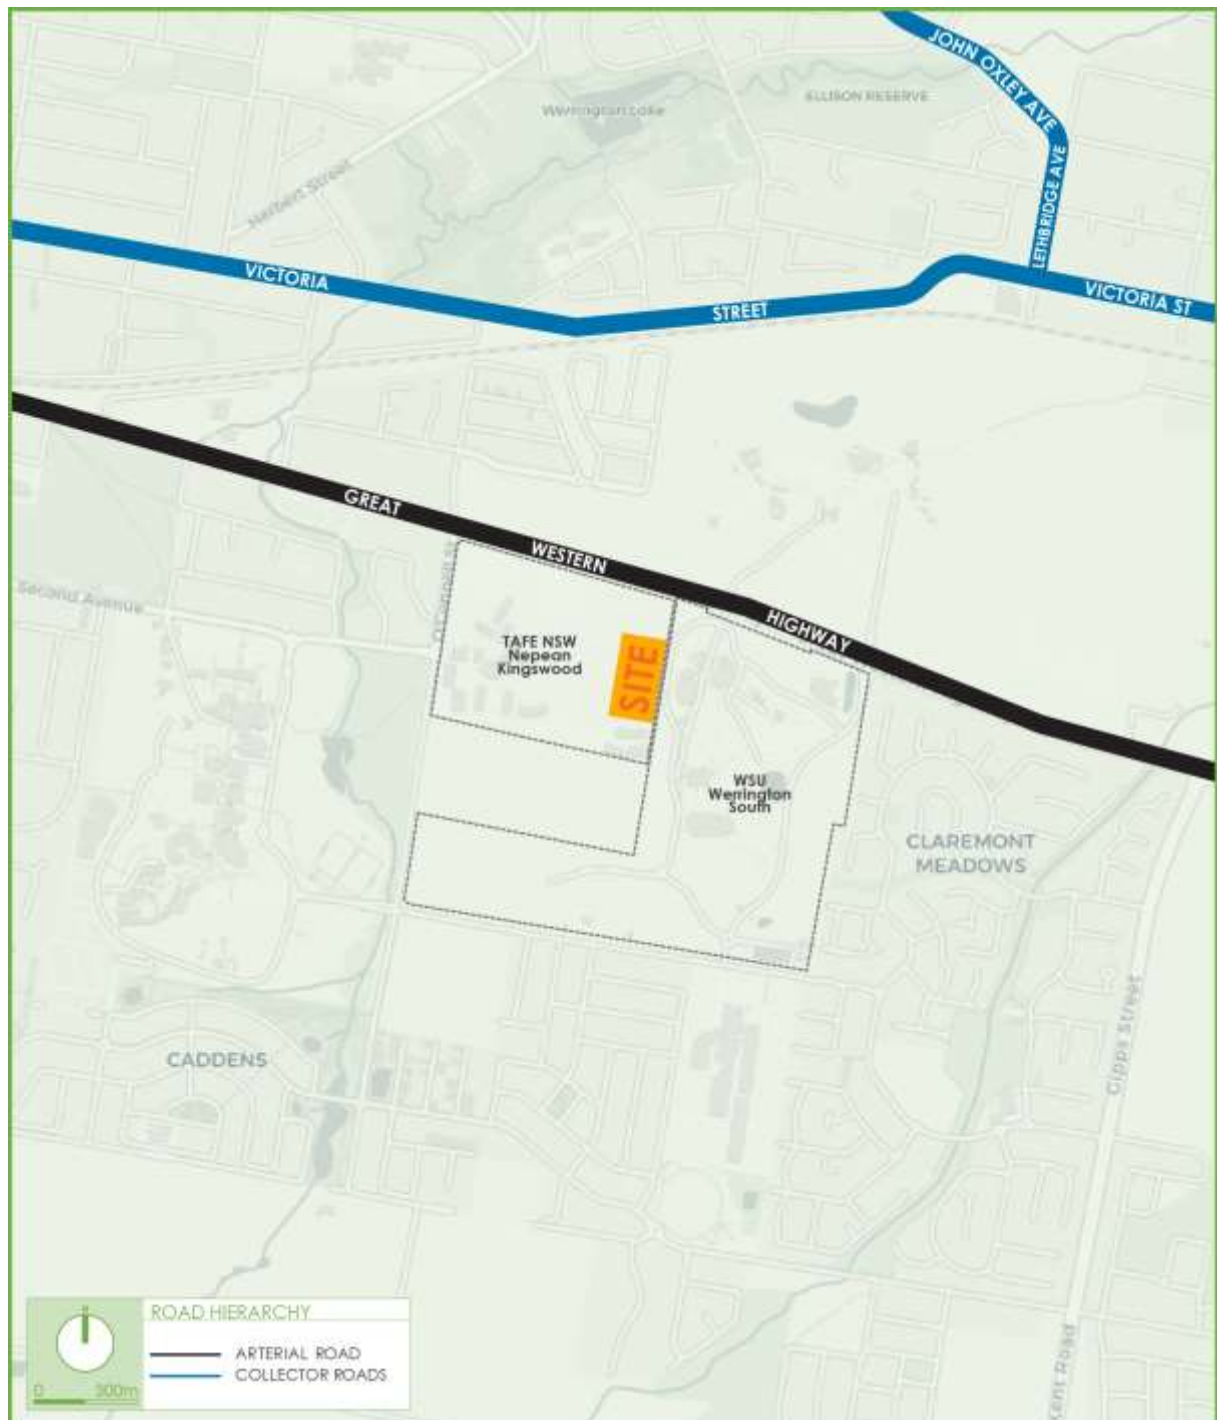 JOHN OXLEY AVE
Werrington Lake
ELLISON RESERVE
Herbert Street
LETHBRIDGE AVE
VICTORIA
STREET
VICTORIA ST
GREAT
WESTERN
HIGHWAY
O'Connell St
Second Avenue
TAFE NSW
Nepean
Kingswood
SITE
WSU
Werrington
South
CLAREMONT
MEADOWS
CADDENS
Gipps Street
Kent Road
ROAD HIERARCHY
ARTERIAL ROAD
COLLECTOR ROADS
0 300m